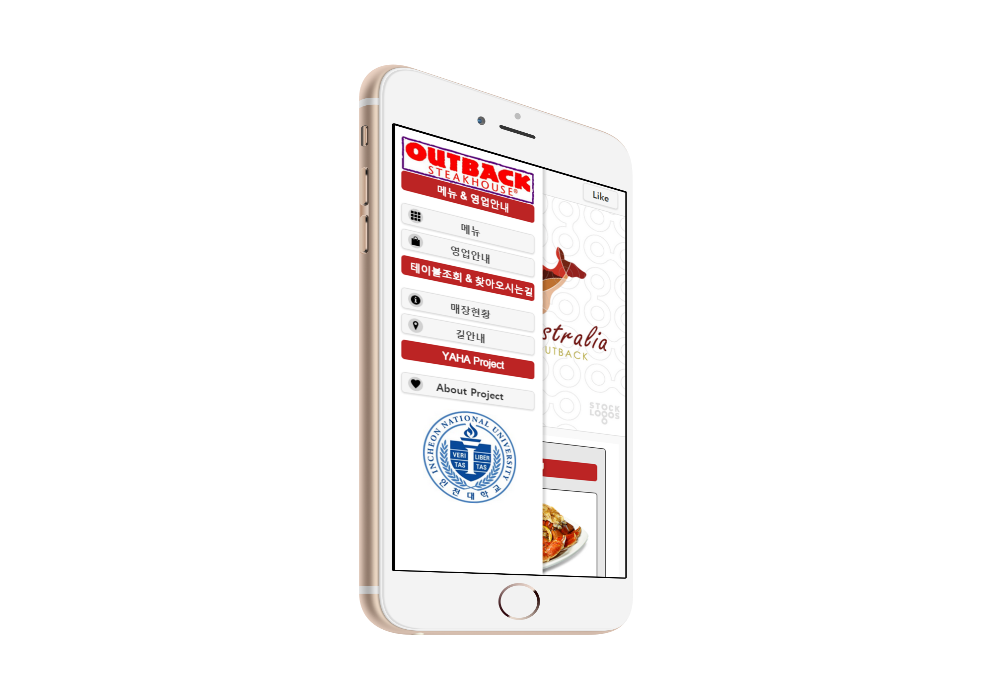 OUTBACK
STEAKHOUSE®
메뉴 & 영업안내
메뉴
영업안내
테이블조회 & 찾아오시는길
매장현황
길안내
YAHA Project
About Project
INCHEON NATIONAL UNIVERSITY
VERI LIBER
TAS TAS
인천대학교
Like
stralia
UTBACK
STOCK
LOGOS